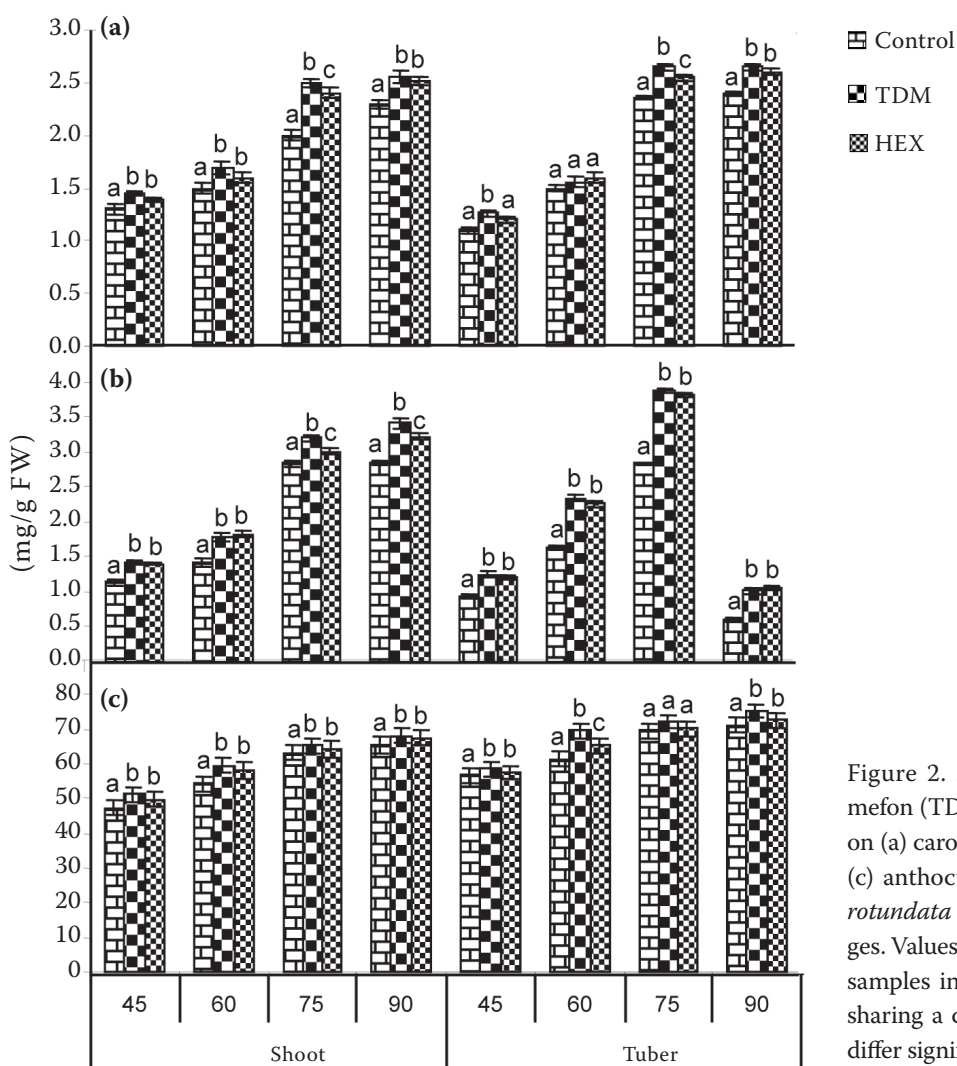 (a)
Control
TDM
HEX
3.0
2.5
2.0
1.5
1.0
0.5
0.0
a b b
a b b
a b c
a b b
a b a
a a a
a b c
a b b
(b)
4.0
3.5
3.0
2.5
2.0
1.5
1.0
0.5
0.0
a b b
a b b
a b c
a b c
a b b
a b b
a b b
a b b
(mg/g FW)
(c)
80
70
60
50
40
30
20
10
0
a b b
a b b
a b b
a b b
a b b
a b c
a a a
a b b
45 60 75 90 45 60 75 90
Shoot Tuber
Figure 2.
mefon (TD
on (a) caro
(c) anthoc
rotundata
ges. Values
samples in
sharing a c
differ signi